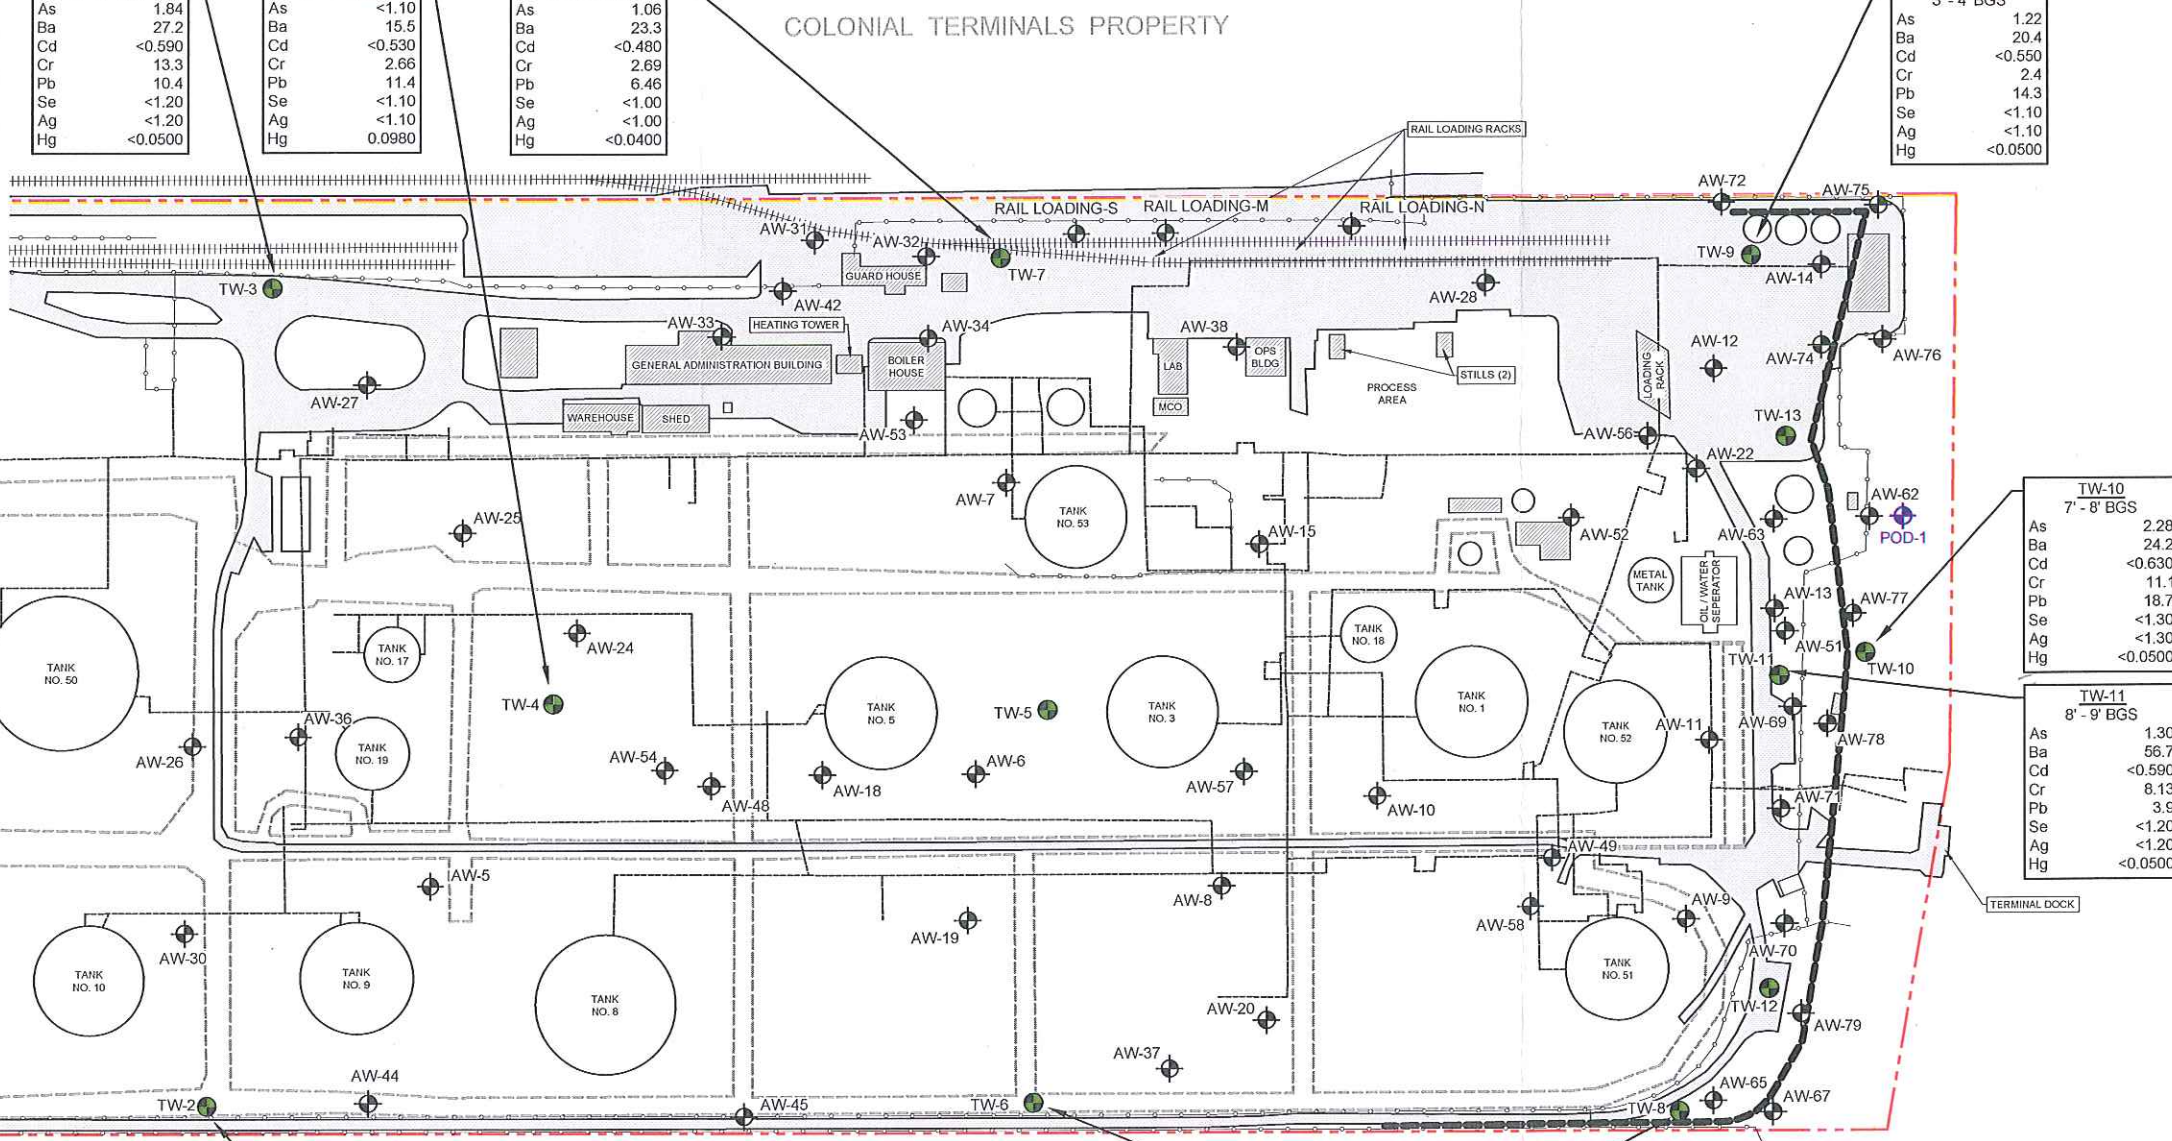 As 1.84
Ba 27.2
Cd <0.590
Cr 13.3
Pb 10.4
Se <1.20
Ag <1.20
Hg <0.0500
As <1.10
Ba 15.5
Cd <0.530
Cr 2.66
Pb 11.4
Se <1.10
Ag <1.10
Hg 0.0980
As 1.06
Ba 23.3
Cd <0.480
Cr 2.69
Pb 6.46
Se <1.00
Ag <1.00
Hg <0.0400
COLONIAL TERMINALS PROPERTY
3' - 4' BGS
As 1.22
Ba 20.4
Cd <0.550
Cr 2.4
Pb 14.3
Se <1.10
Ag <1.10
Hg <0.0500
RAIL LOADING RACKS
AW-72
AW-75
RAIL LOADING-S
RAIL LOADING-M
RAIL LOADING-N
AW-31
AW-32
TW-7
TW-9
AW-14
GUARD HOUSE
TW-3
AW-42
AW-28
AW-33
HEATING TOWER
AW-34
AW-38
AW-12
AW-74
AW-76
GENERAL ADMINISTRATION BUILDING
BOILER
HOUSE
LAB
OPS
BLDG
STILLS (2)
LOADING
RACK
PROCESS
AREA
AW-27
WAREHOUSE
SHED
MCO
TW-13
AW-53
AW-56
AW-22
AW-7
TANK
NO. 53
AW-62
POD-1
AW-25
AW-15
AW-52
AW-63
TW-10
7' - 8' BGS
As 2.28
Ba 24.2
Cd <0.630
Cr 11.1
Pb 18.7
Se <1.30
Ag <1.30
Hg <0.0500
METAL
TANK
OIL / WATER
SEPERATOR
AW-13
AW-77
TANK
NO. 18
AW-24
TANK
NO. 17
AW-51
TW-11
TW-10
TANK
NO. 50
TW-4
TANK
NO. 5
TW-5
TANK
NO. 3
TANK
NO. 1
TANK
NO. 52
AW-11
AW-69
AW-78
TW-11
8' - 9' BGS
As 1.30
Ba 56.7
Cd <0.590
Cr 8.13
Pb 3.9
Se <1.20
Ag <1.20
Hg <0.0500
AW-36
TANK
NO. 19
AW-26
AW-54
AW-48
AW-18
AW-6
AW-57
AW-10
AW-71
AW-49
AW-5
AW-8
AW-58
AW-9
TERMINAL DOCK
AW-30
AW-19
AW-70
TANK
NO. 10
TANK
NO. 9
TANK
NO. 8
TANK
NO. 51
TW-12
AW-20
AW-79
AW-37
AW-44
AW-65
TW-2
AW-45
TW-6
TW-8
AW-67